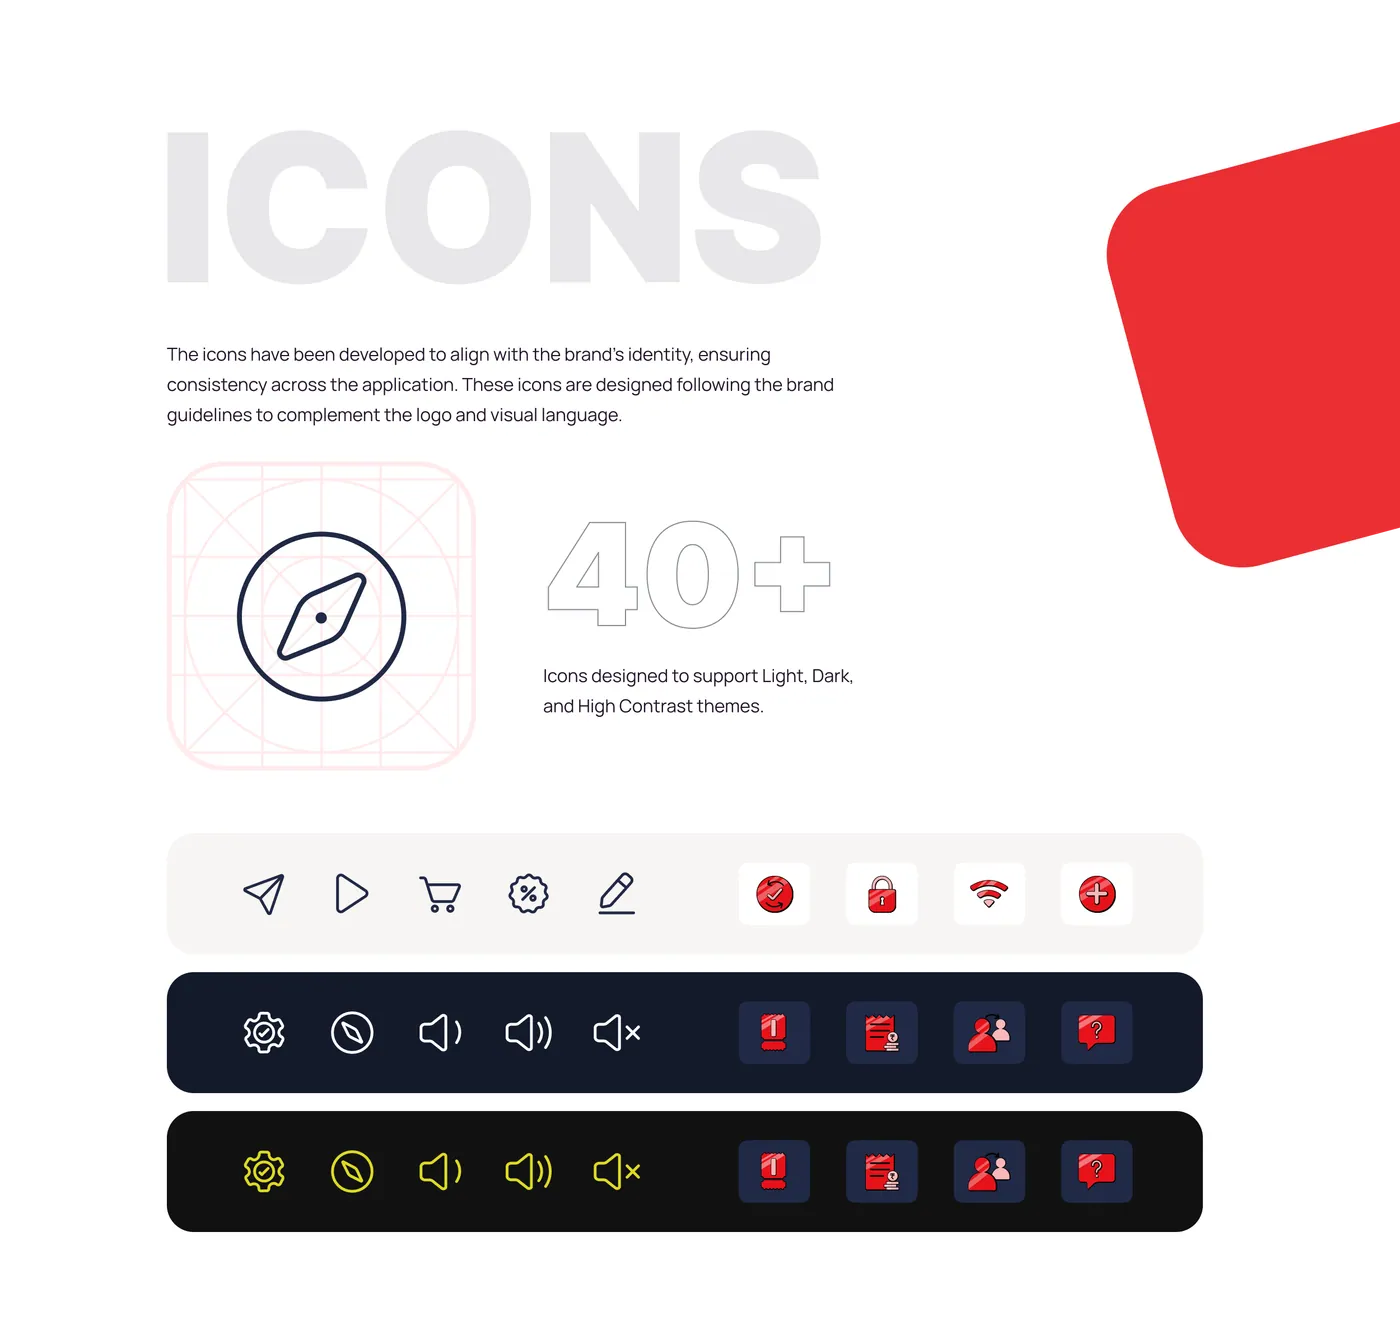 ICONS
The icons have been developed to align with the brand's identity, ensuring
consistency across the application. These icons are designed following the brand
guidelines to complement the logo and visual language.
40+
Icons designed to support Light, Dark,
and High Contrast themes.